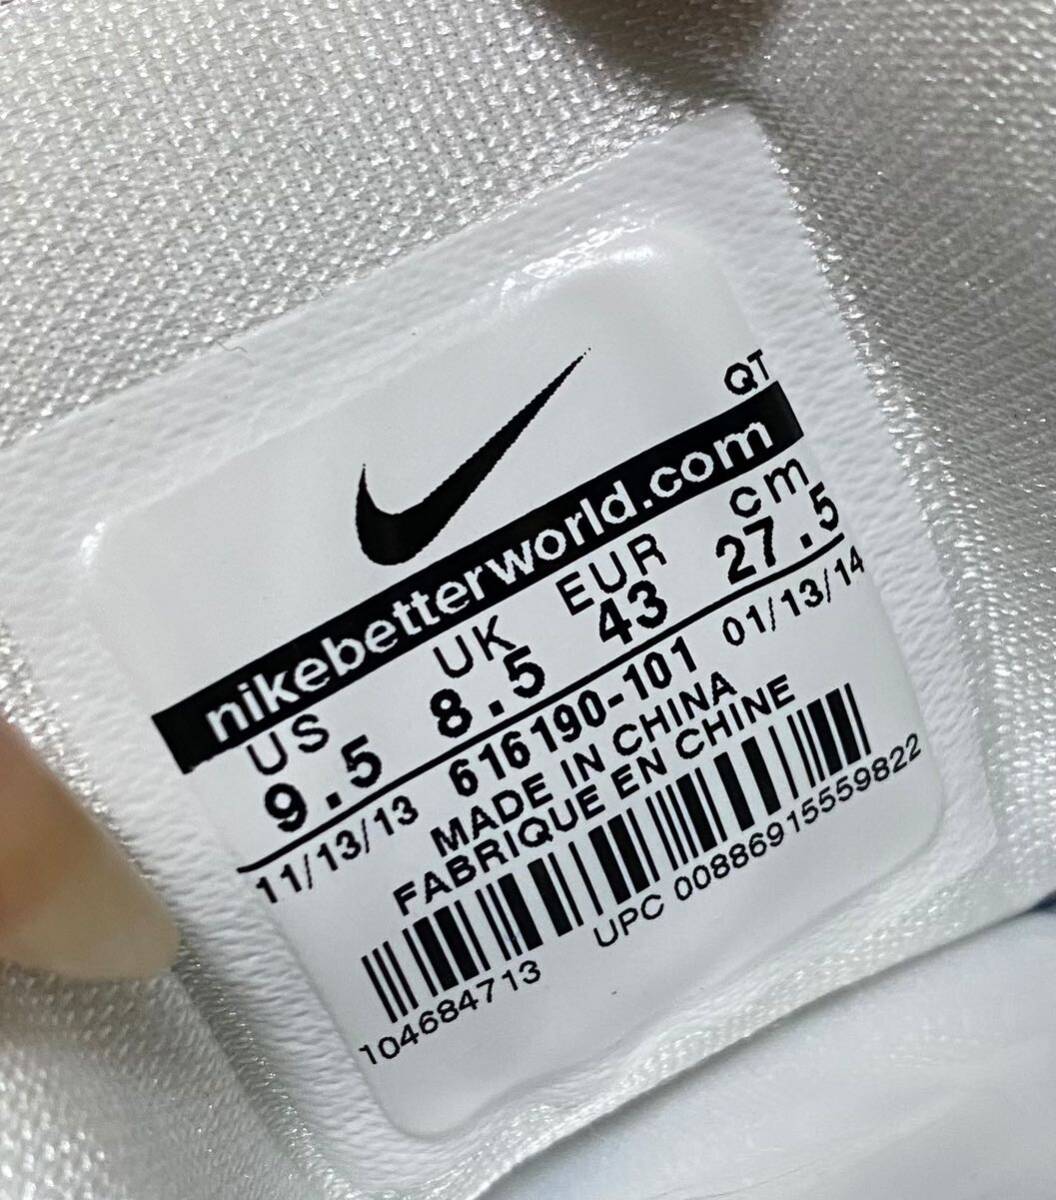 QT
nikebetterworld.com
US UK EUR cm
9.5 8.5 43 27.5
11/13/13 616190-101 01/13/14
MADE IN CHINA
FABRIQUE EN CHINE
104684713 UPC 00886915559822